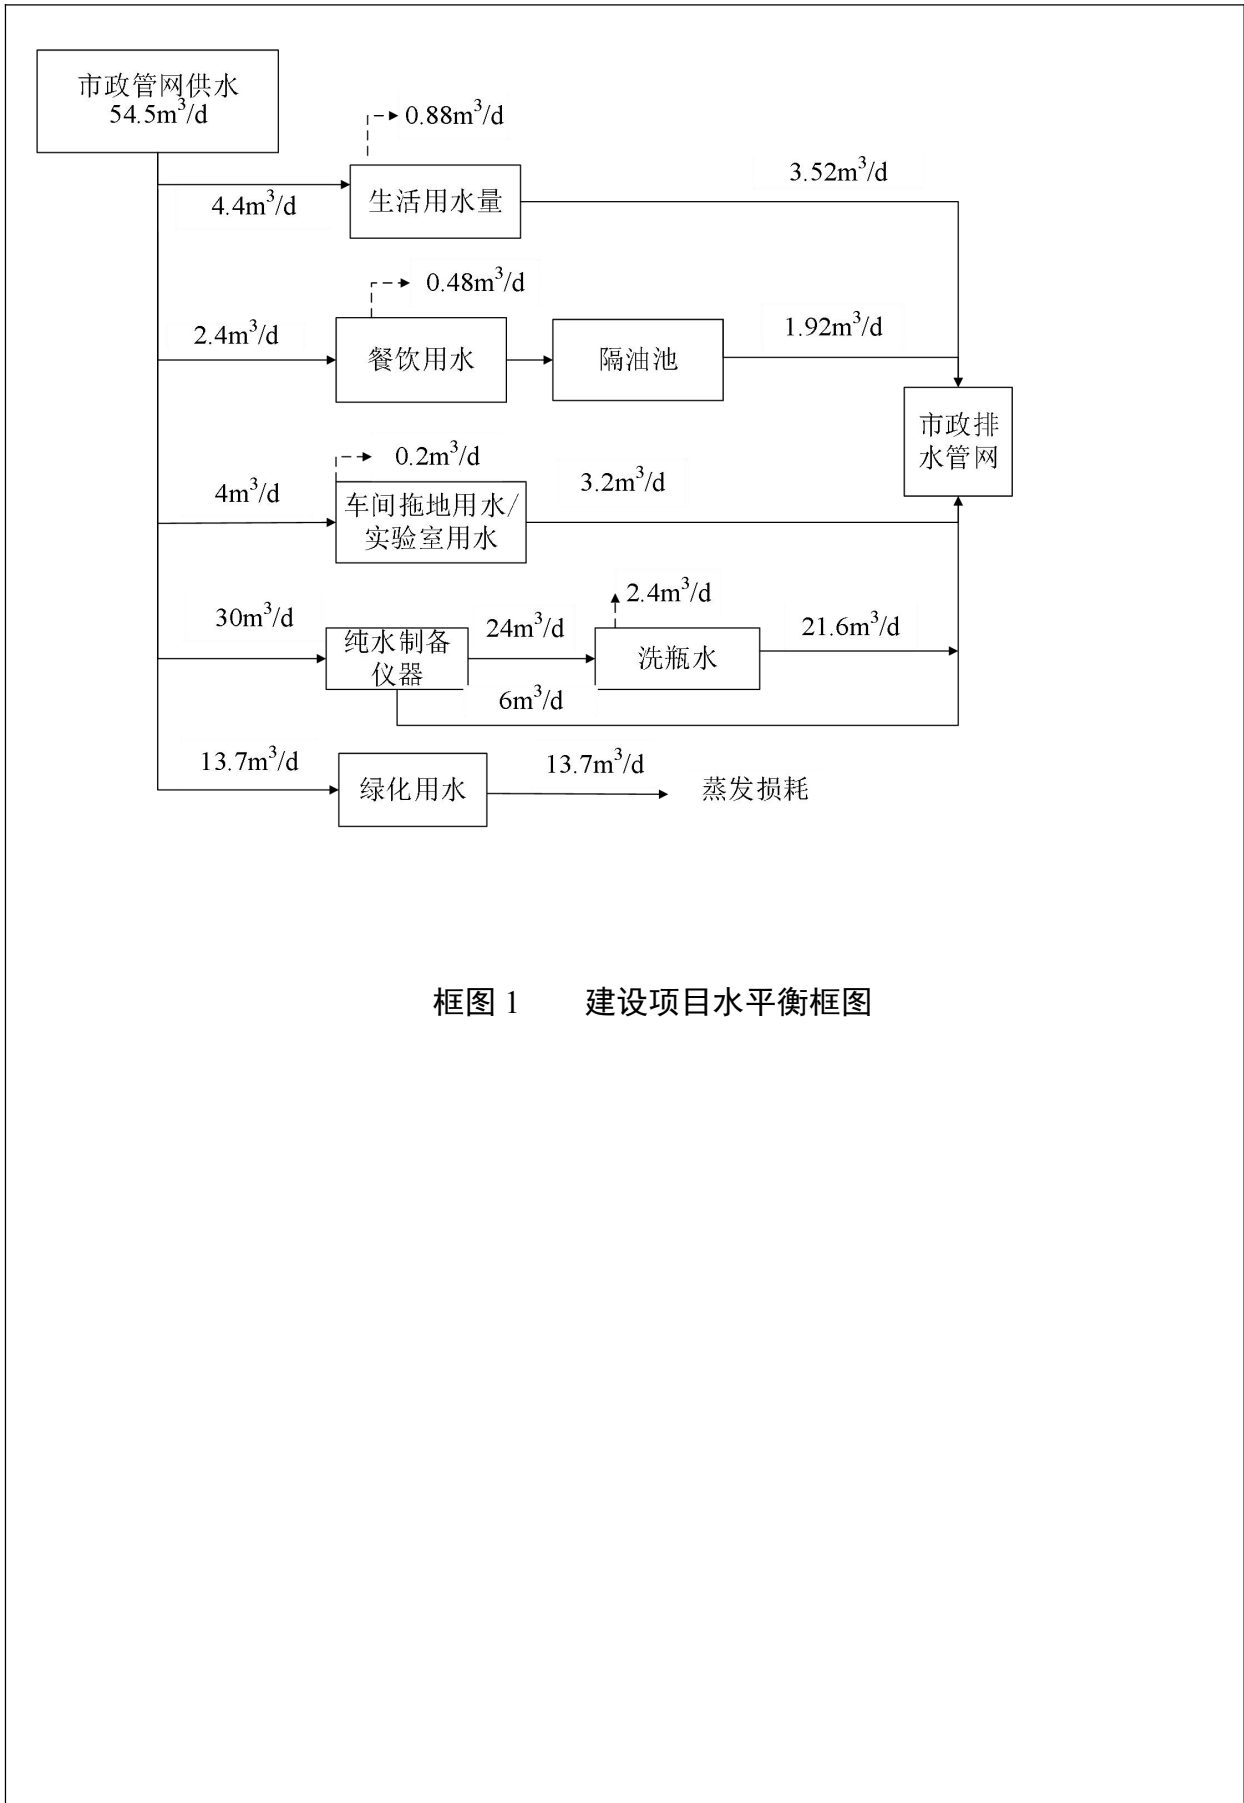 市政管网供水
54.5m³/d
0.88m³/d
4.4m³/d
生活用水量
3.52m³/d
0.48m³/d
2.4m³/d
餐饮用水
隔油池
1.92m³/d
市政排
水管网
0.2m³/d
4m³/d
车间拖地用水/
实验室用水
3.2m³/d
30m³/d
纯水制备
仪器
24m³/d
2.4m³/d
洗瓶水
21.6m³/d
6m³/d
13.7m³/d
绿化用水
13.7m³/d
蒸发损耗
框图 1 建设项目水平衡框图